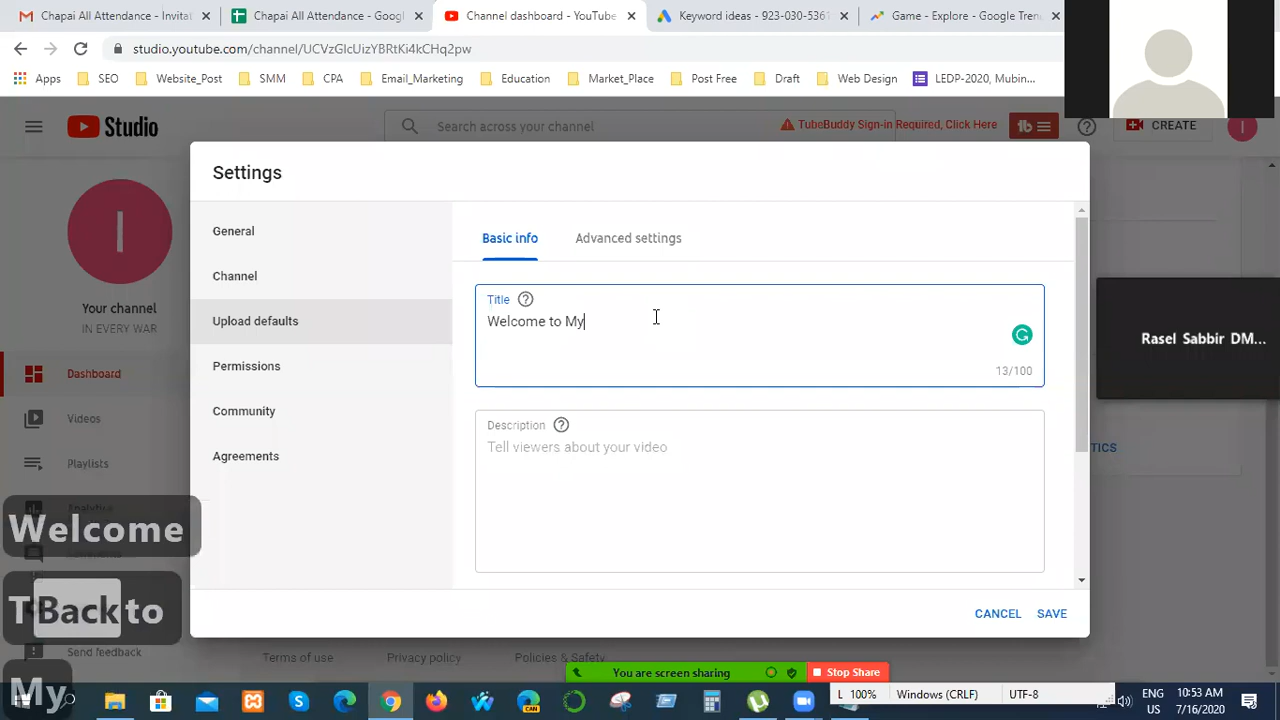 Chapai All Attendance - Invit
Chapai All Attendance - Goog
Channel dashboard - YouTube
Keyword ideas - 923-030-5361
Game - Explore - Google Tren
studio.youtube.com/channel/UCVzGlcUizYBRtKi4kCHq2pw
Apps
SEO
Website_Post
SMM
CPA
Email_Marketing
Education
Market_Place
Post Free
Draft
Web Design
LEDP-2020, Mubin...
Studio
Search across your channel
TubeBuddy Sign-in Required, Click Here
CREATE
I
Settings
I
General
Basic info
Advanced settings
Channel
Title
Your channel
IN EVERY WAR
Upload defaults
Welcome to My
Rasel Sabbir DM...
Permissions
13/100
Dashboard
Community
Videos
Description
Tell viewers about your video
TICS
Agreements
Playlists
Analytics
Welcome
TBack to
CANCEL
SAVE
Send feedback
Terms of use
Privacy policy
Policies & Safety
You are screen sharing
Stop Share
My
L 100%
Windows (CRLF)
UTF-8
ENG
US
10:53 AM
7/16/2020